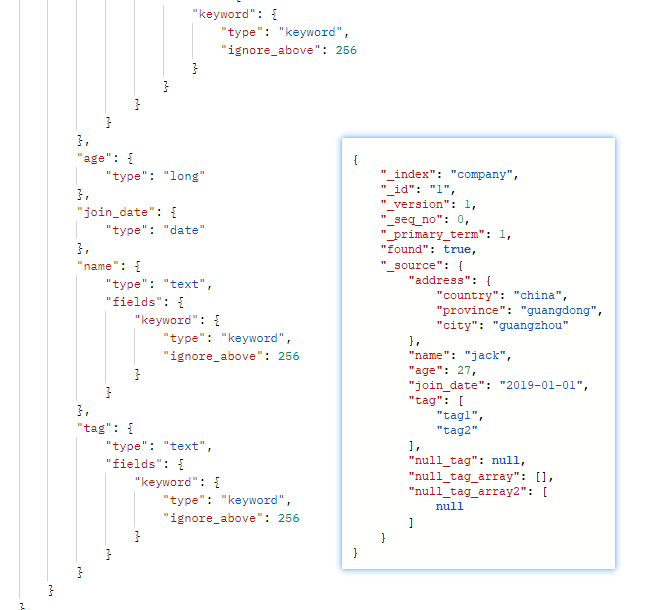 "keyword": {
"type": "keyword",
"ignore_above": 256
}
}
}
}
},
"age": {
"type": "long"
},
"join_date": {
"type": "date"
},
"name": {
"type": "text",
"fields": {
"keyword": {
"type": "keyword",
"ignore_above": 256
}
}
},
"tag": {
"type": "text",
"fields": {
"keyword": {
"type": "keyword",
"ignore_above": 256
}
}
}
}
}
{
"_index": "company",
"_id": "1",
"_version": 1,
"_seq_no": 0,
"_primary_term": 1,
"found": true,
"_source": {
"address": {
"country": "china",
"province": "guangdong",
"city": "guangzhou"
},
"name": "jack",
"age": 27,
"join_date": "2019-01-01",
"tag": [
"tag1",
"tag2"
],
"null_tag": null,
"null_tag_array": [],
"null_tag_array2": [
null
]
}
}